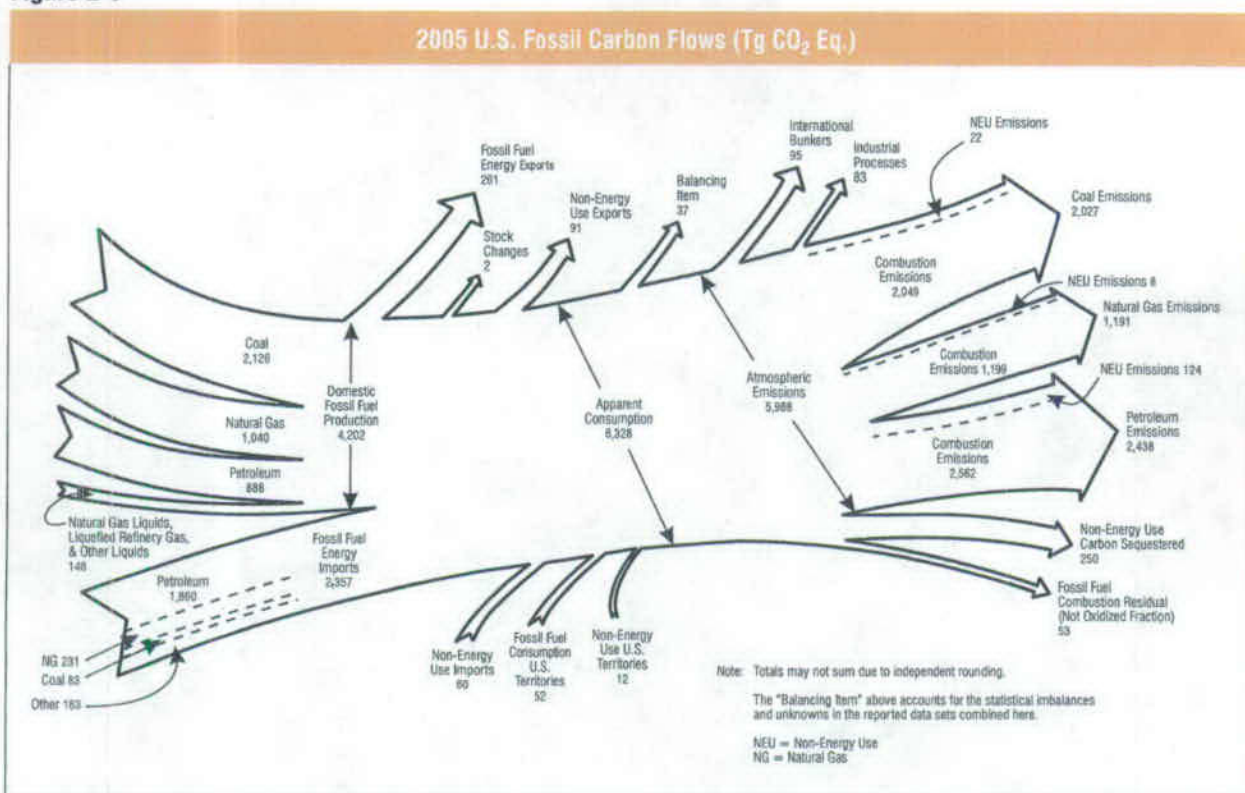 2005 U.S. Fossil Carbon Flows (Tg CO₂ Eq.)
Fossil Fuel
Energy Exports
261
Stock
Changes
2
Non-Energy
Use Exports
91
Balancing
Item
37
International
Bunkers
95
Industrial
Processes
83
NEU Emissions
22
Coal Emissions
2,027
Combustion
Emissions
2,049
NEU Emissions 8
Natural Gas Emissions
1,191
Combustion
Emissions 1,199
NEU Emissions 124
Petroleum
Emissions
2,438
Combustion
Emissions
2,562
Coal
2,126
Natural Gas
1,040
Petroleum
888
Natural Gas Liquids,
Liquefied Refinery Gas,
& Other Liquids
148
Domestic
Fossil Fuel
Production
4,202
Apparent
Consumption
6,328
Atmospheric
Emissions
5,988
Fossil Fuel
Energy
Imports
2,357
Petroleum
1,860
NG 231
Coal 83
Other 183
Non-Energy
Use Imports
60
Fossil Fuel
Consumption
U.S.
Territories
52
Non-Energy
Use U.S.
Territories
12
Non-Energy Use
Carbon Sequestered
250
Fossil Fuel
Combustion Residual
(Not Oxidized Fraction)
53
Note: Totals may not sum due to independent rounding.
The "Balancing Item" above accounts for the statistical imbalances
and unknowns in the reported data sets combined here.
NEU = Non-Energy Use
NG = Natural Gas